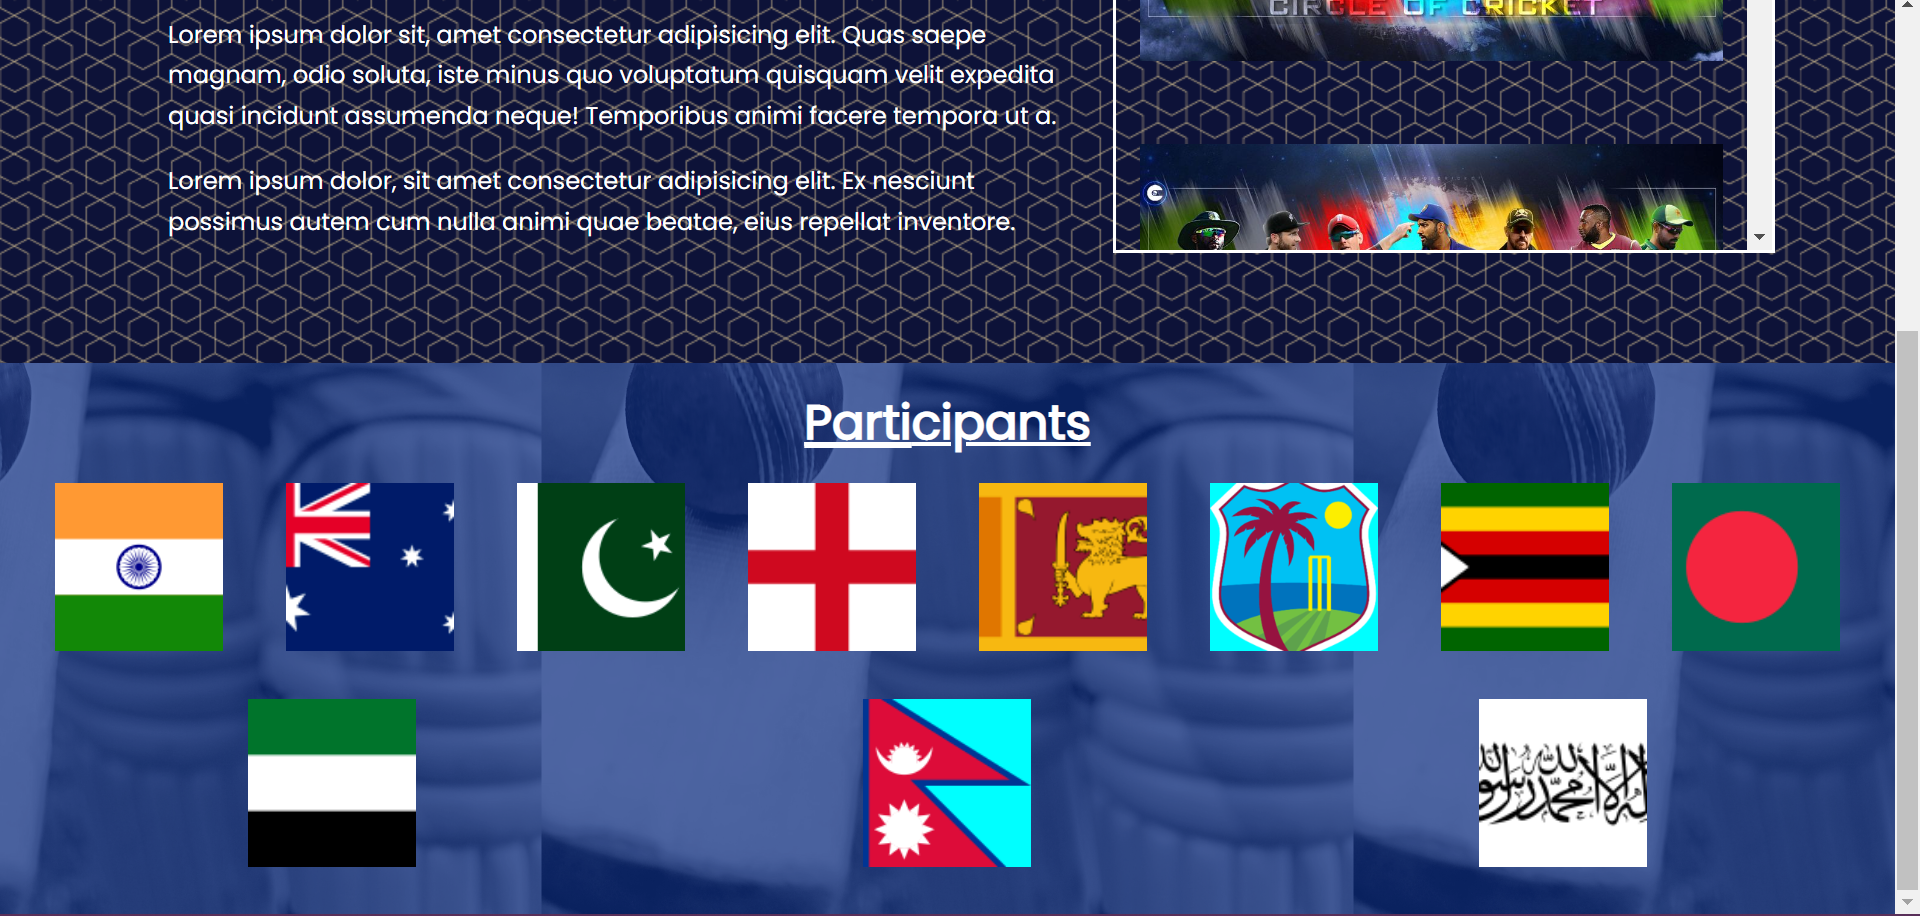 CIRCLE OF CRICKET
Lorem ipsum dolor sit, amet consectetur adipisicing elit. Quas saepe
magnam, odio soluta, iste minus quo voluptatum quisquam velit expedita
quasi incidunt assumenda neque! Temporibus animi facere tempora ut a.
Lorem ipsum dolor, sit amet consectetur adipisicing elit. Ex nesciunt
possimus autem cum nulla animi quae beatae, eius repellat inventore.
Participants